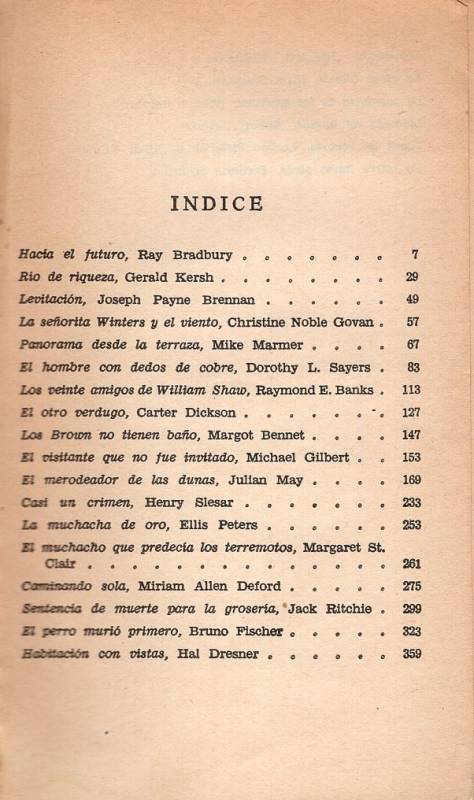 INDICE
Hacia el futuro, Ray Bradbury . . . . . . . 7
Rio de riqueza, Gerald Kersh . . . . . . . . 29
Levitación, Joseph Payne Brennan . . . . . . 49
La señorita Winters y el viento, Christine Noble Govan . 57
Panorama desde la terraza, Mike Marmer . . . . 67
El hombre con dedos de cobre, Dorothy L. Sayers . 83
Los veinte amigos de William Shaw, Raymond E. Banks . 113
El otro verdugo, Carter Dickson . . . . . . . 127
Los Brown no tienen baño, Margot Bennet . . . . 147
El visitante que no fue invitado, Michael Gilbert . . 153
El merodeador de las dunas, Julian May . . . . 169
Casi un crimen, Henry Slesar . . . . . . . 233
La muchacha de oro, Ellis Peters . . . . . . 253
El muchacho que predecía los terremotos, Margaret St.
Clair . . . . . . . . . . . . . . 261
Caminando sola, Miriam Allen Deford . . . . . 275
Sentencia de muerte para la grosería, Jack Ritchie . 299
El perro murió primero, Bruno Fischer . . . . . 323
Habitación con vistas, Hal Dresner . . . . . . 359